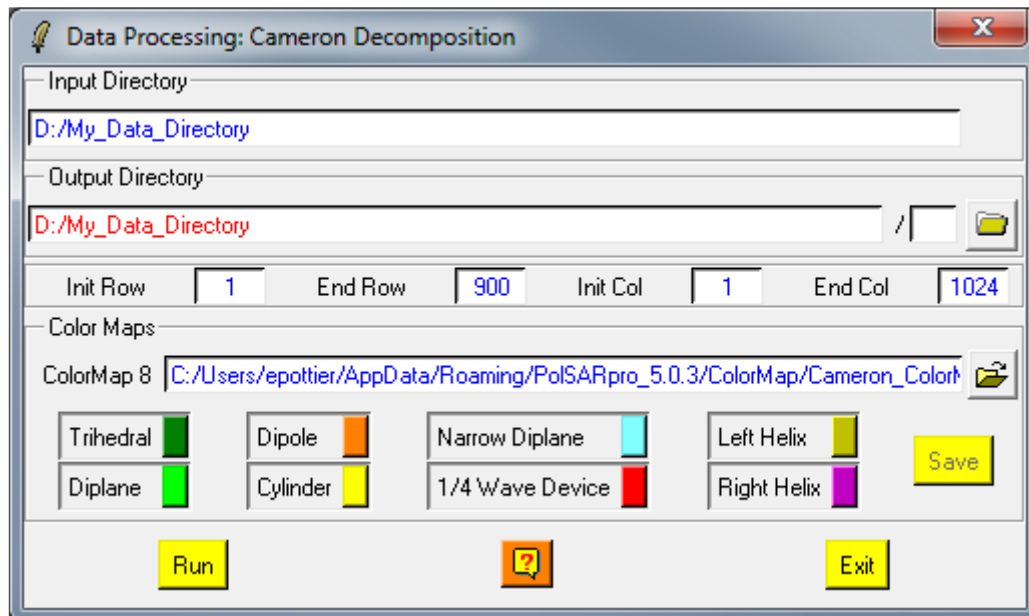 Data Processing: Cameron Decomposition
x
Input Directory
D:/My_Data_Directory
Output Directory
D:/My_Data_Directory /
Init Row 1 End Row 900 Init Col 1 End Col 1024
Color Maps
ColorMap 8 C:/Users/epottier/AppData/Roaming/PolSARpro_5.0.3/ColorMap/Cameron_ColorM
Trihedral Dipole Narrow Diplane Left Helix
Save
Diplane Cylinder 1/4 Wave Device Right Helix
Run ? Exit